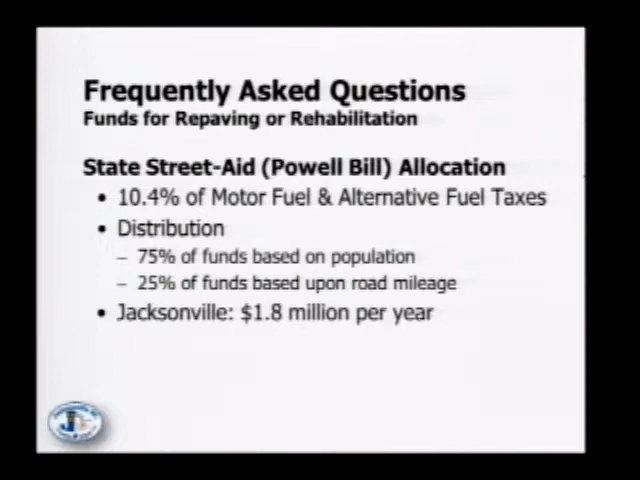 Frequently Asked Questions
Funds for Repaving or Rehabilitation
State Street-Aid (Powell Bill) Allocation
• 10.4% of Motor Fuel & Alternative Fuel Taxes
• Distribution
– 75% of funds based on population
– 25% of funds based upon road mileage
• Jacksonville: $1.8 million per year